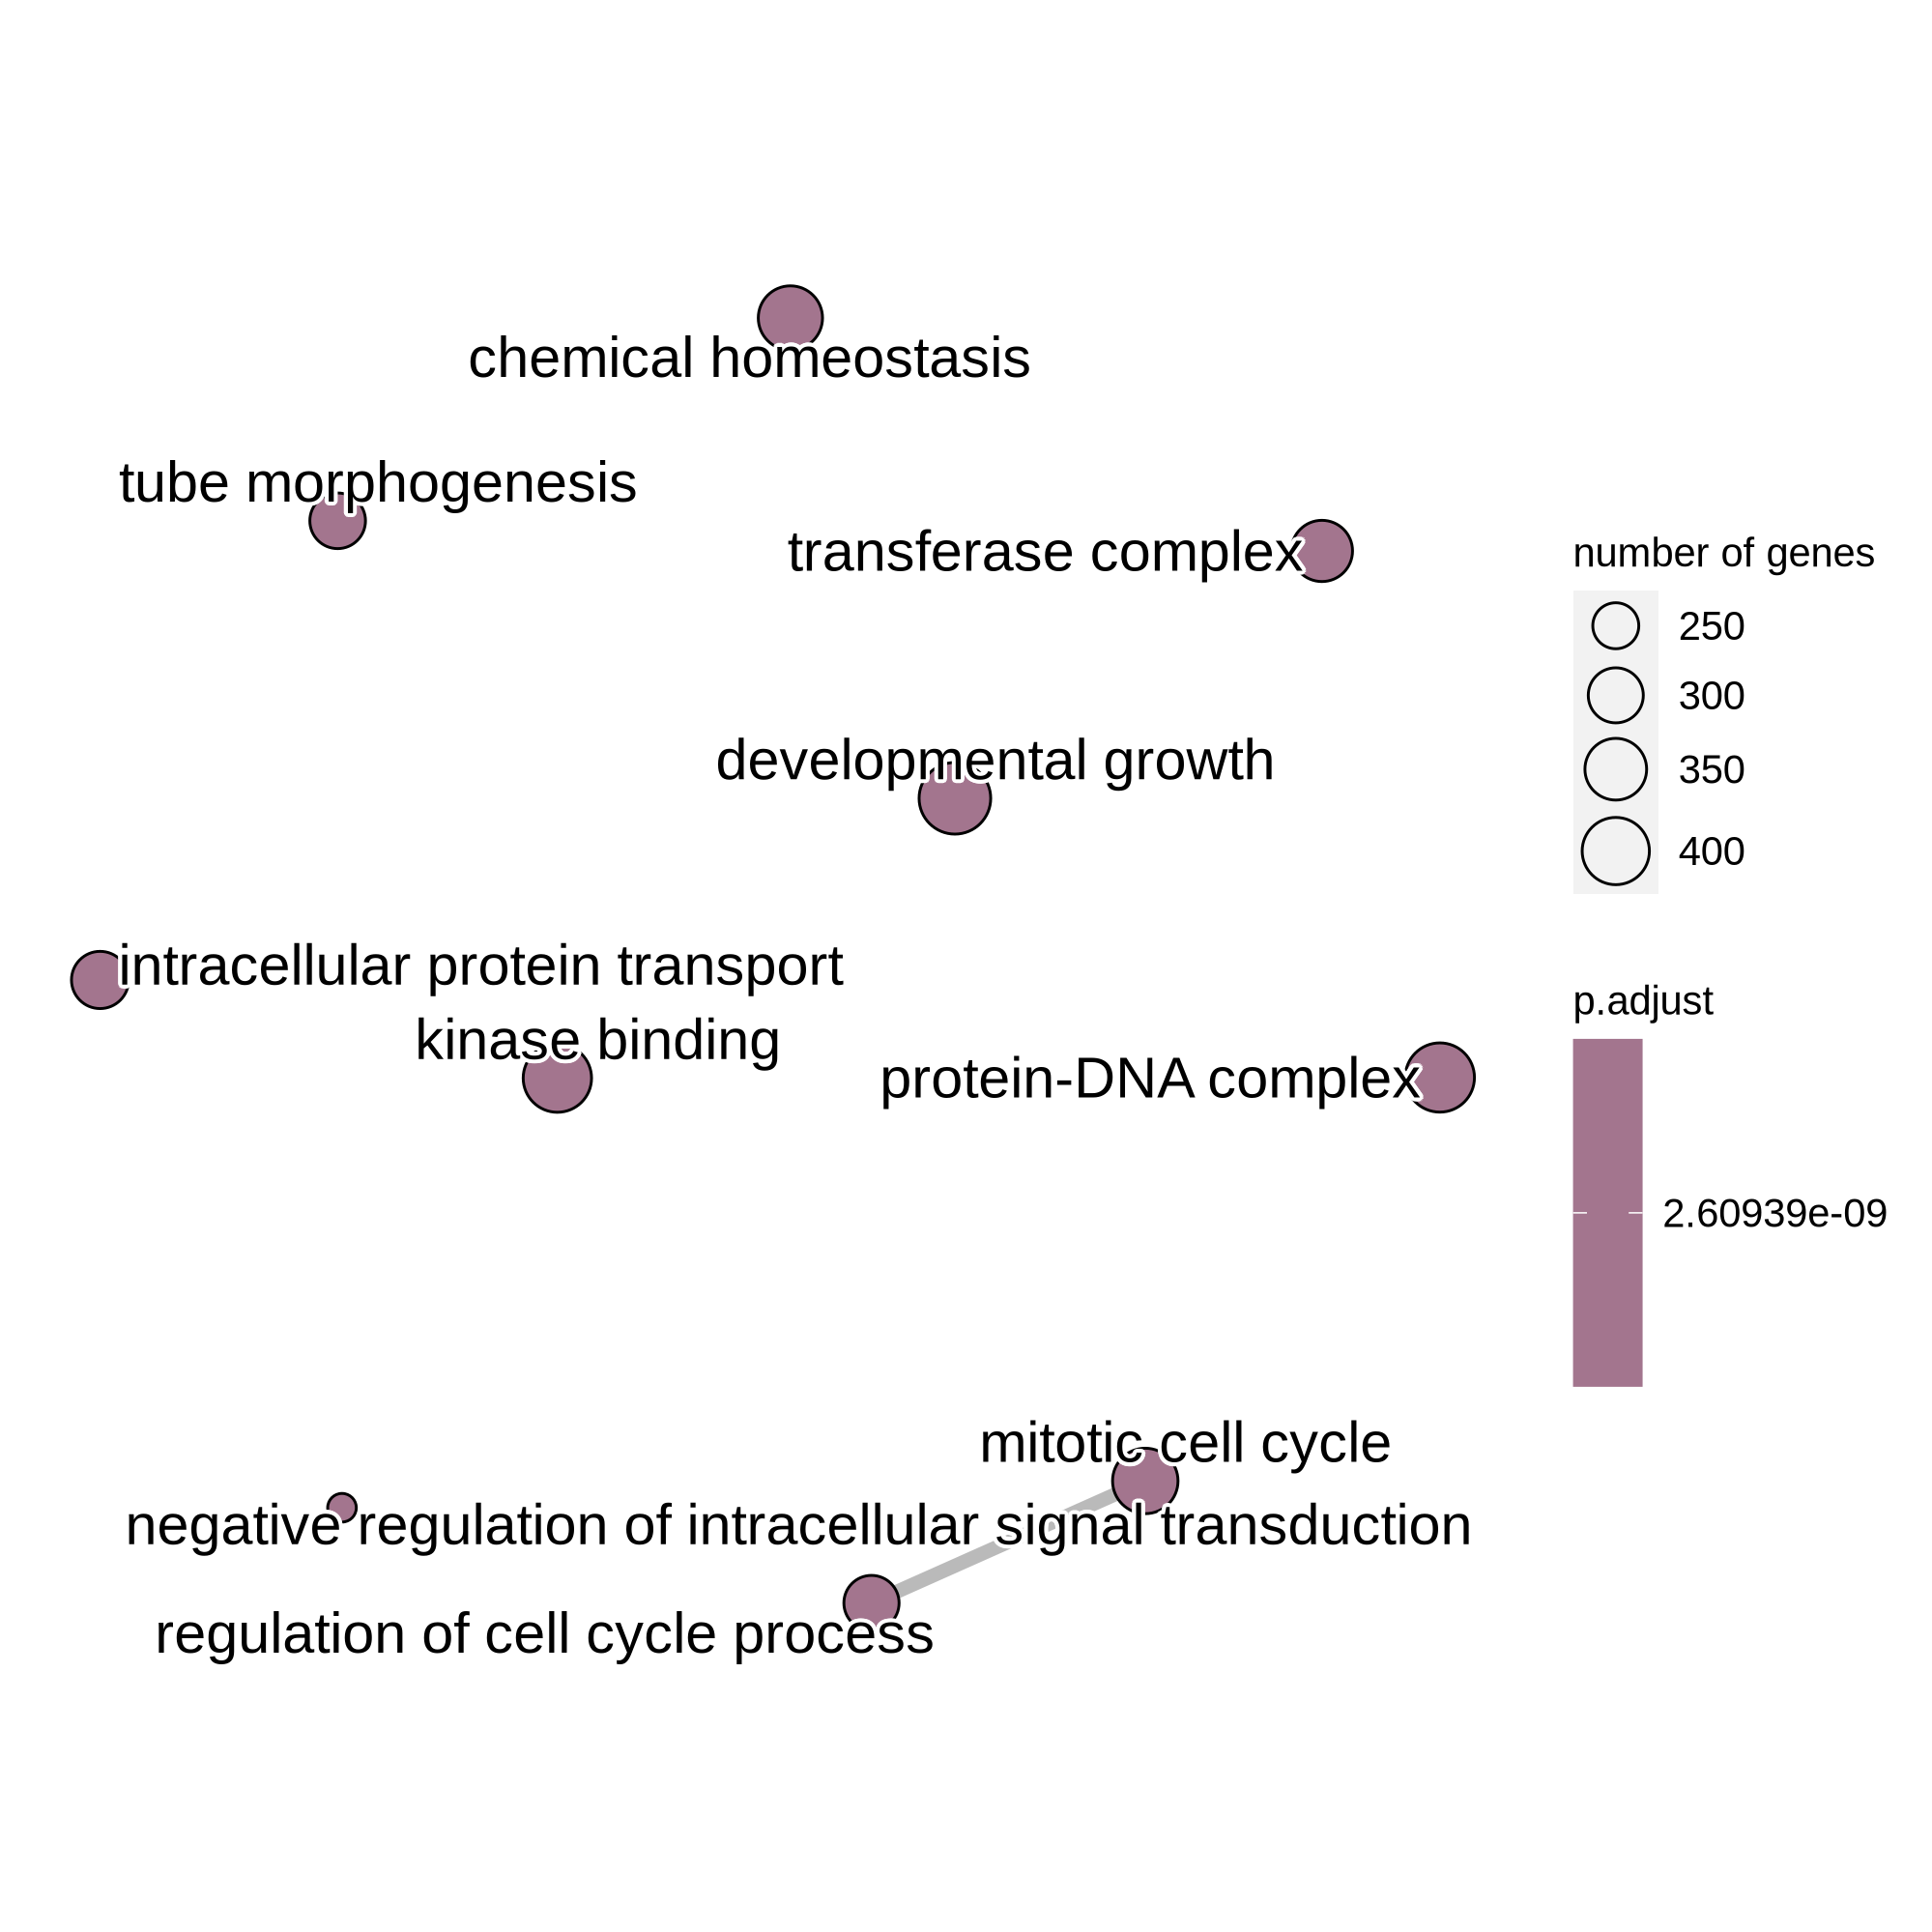 chemical homeostasis
tube morphogenesis
transferase complex
developmental growth
intracellular protein transport
kinase binding
protein-DNA complex
mitotic cell cycle
negative regulation of intracellular signal transduction
regulation of cell cycle process
number of genes
250
300
350
400
p.adjust
2.60939e-09